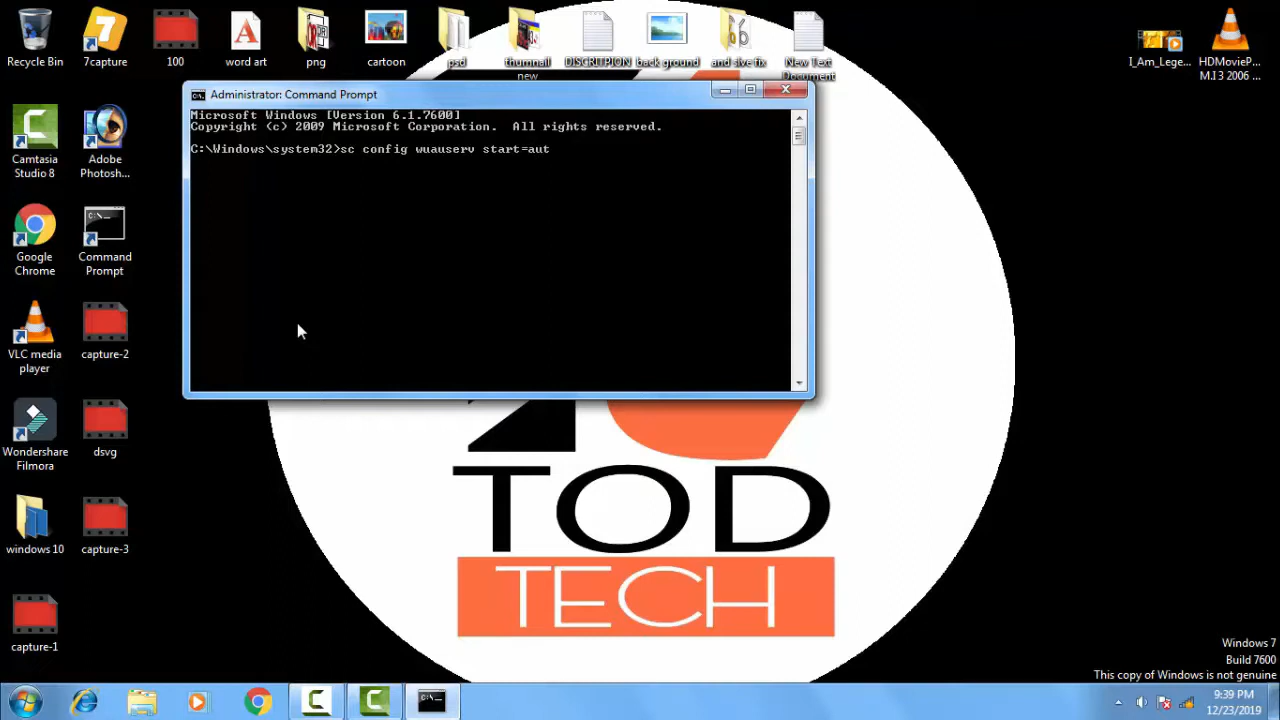 Recycle Bin
7capture
100
word art
png
cartoon
psd
thumbnail
new
DISCRITPION
back ground
and sive fix
New Text
Document
I_Am_Lege...
HDMovieP...
M.I 3 2006 ...
Administrator: Command Prompt
Microsoft Windows [Version 6.1.7600]
Copyright (c) 2009 Microsoft Corporation. All rights reserved.
C:\Windows\system32>sc config wuauserv start=aut
Camtasia
Studio 8
Adobe
Photosh...
Google
Chrome
Command
Prompt
VLC media
player
capture-2
Wondershare
Filmora
dsvg
windows 10
capture-3
capture-1
TOD
TECH
Windows 7
Build 7600
This copy of Windows is not genuine
9:39 PM
12/23/2019